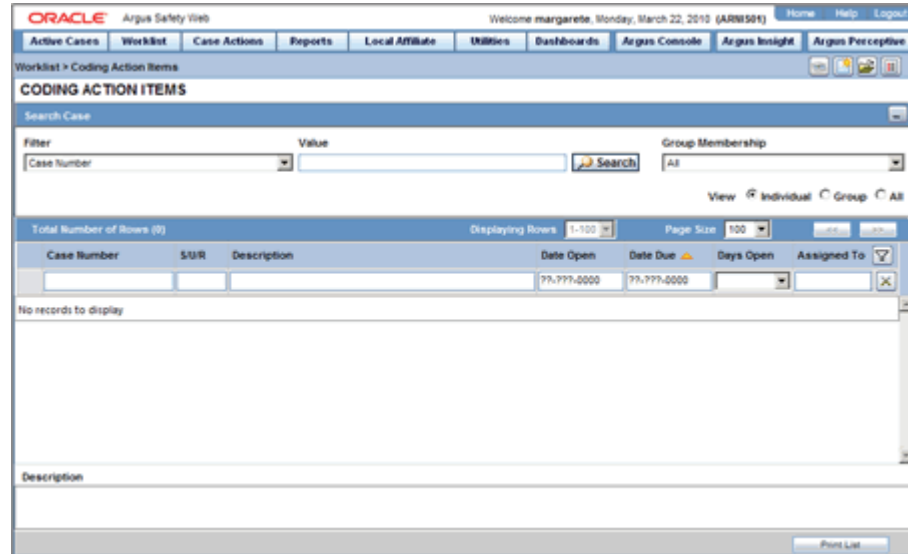 ORACLE Argus Safety Web Welcome margarete, Monday, March 22, 2010 (ARNIS01) Home Help Logout
Active Cases Worklist Case Actions Reports Local Affiliate Utilities Dashboards Argus Console Argus Insight Argus Perceptive
Worklist > Coding Action Items
CODING ACTION ITEMS
Search Case
Filter Value Group Membership
Case Number Search All
View Individual Group All
Total Number of Rows (0) Displaying Rows 1-100 Page Size 100 << >>
Case Number S/U/R Description Date Open Date Due Days Open Assigned To
??-???-0000 ??-???-0000
No records to display
Description
Print List